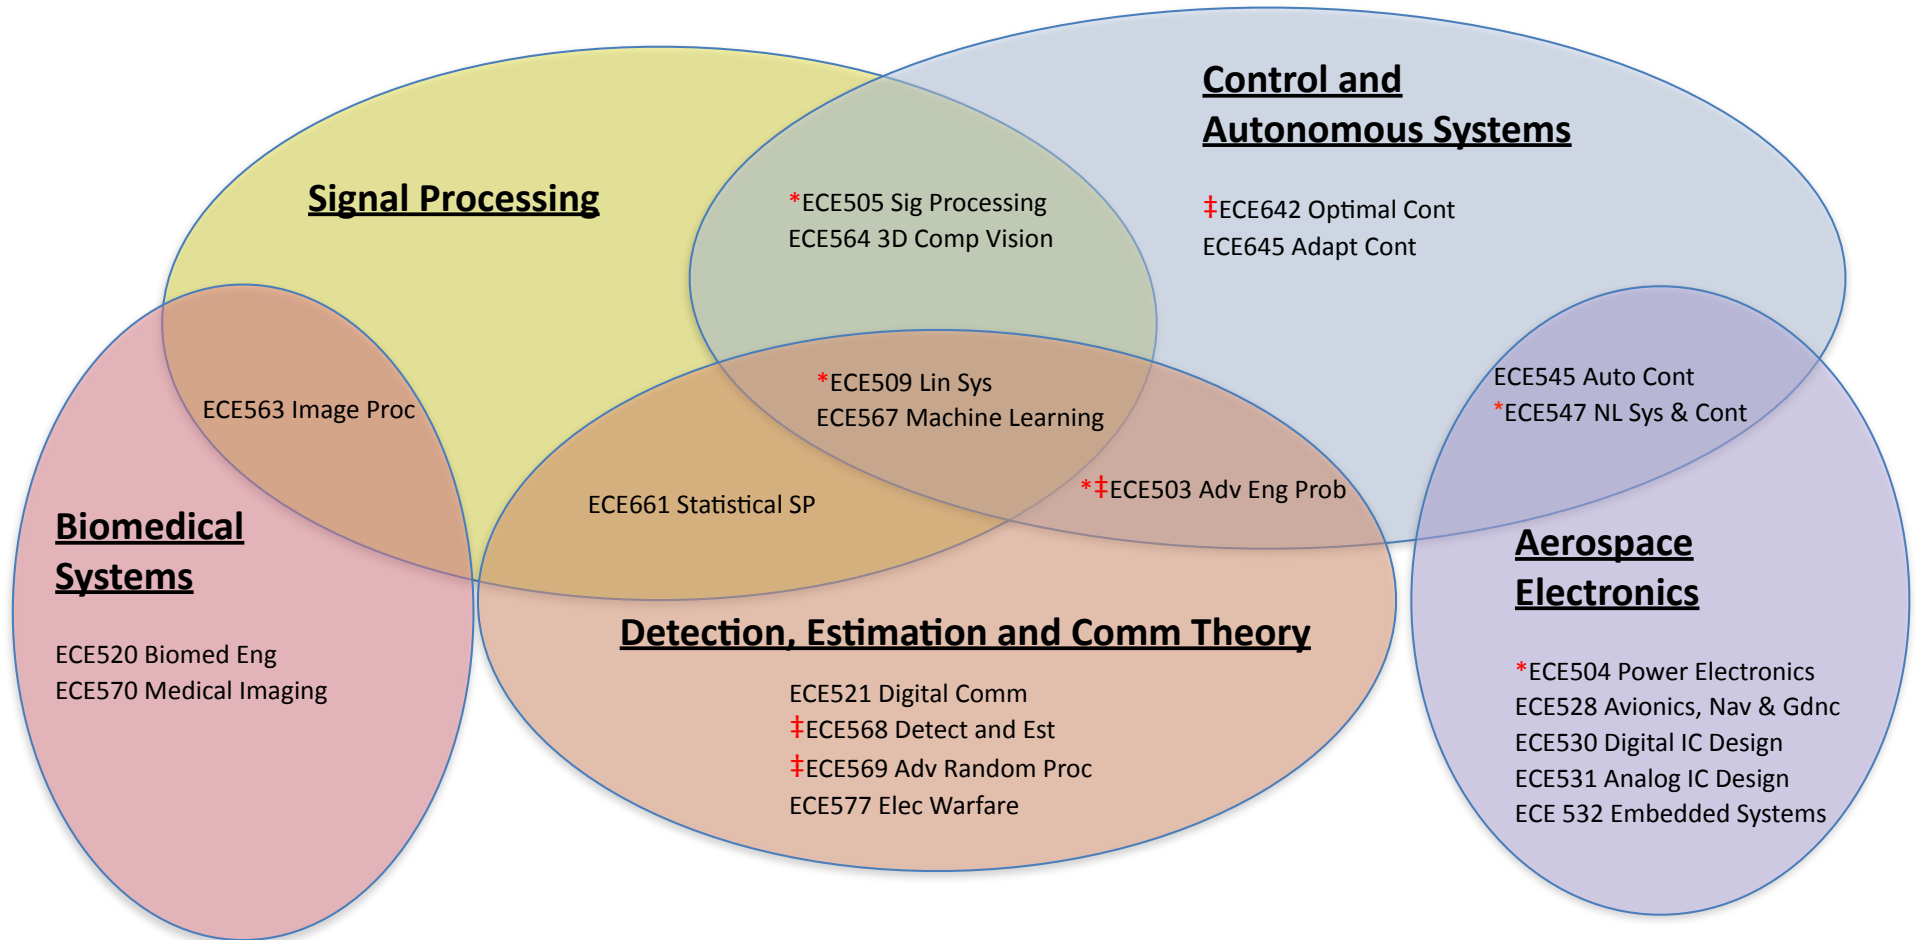 Control and
Autonomous Systems
Signal Processing
*ECE505 Sig Processing
ECE564 3D Comp Vision
‡ECE642 Optimal Cont
ECE645 Adapt Cont
*ECE509 Lin Sys
ECE567 Machine Learning
ECE545 Auto Cont
*ECE547 NL Sys & Cont
ECE563 Image Proc
ECE661 Statistical SP
*‡ECE503 Adv Eng Prob
Biomedical
Systems
ECE520 Biomed Eng
ECE570 Medical Imaging
Detection, Estimation and Comm Theory
ECE521 Digital Comm
‡ECE568 Detect and Est
‡ECE569 Adv Random Proc
ECE577 Elec Warfare
Aerospace
Electronics
*ECE504 Power Electronics
ECE528 Avionics, Nav & Gdnc
ECE530 Digital IC Design
ECE531 Analog IC Design
ECE 532 Embedded Systems